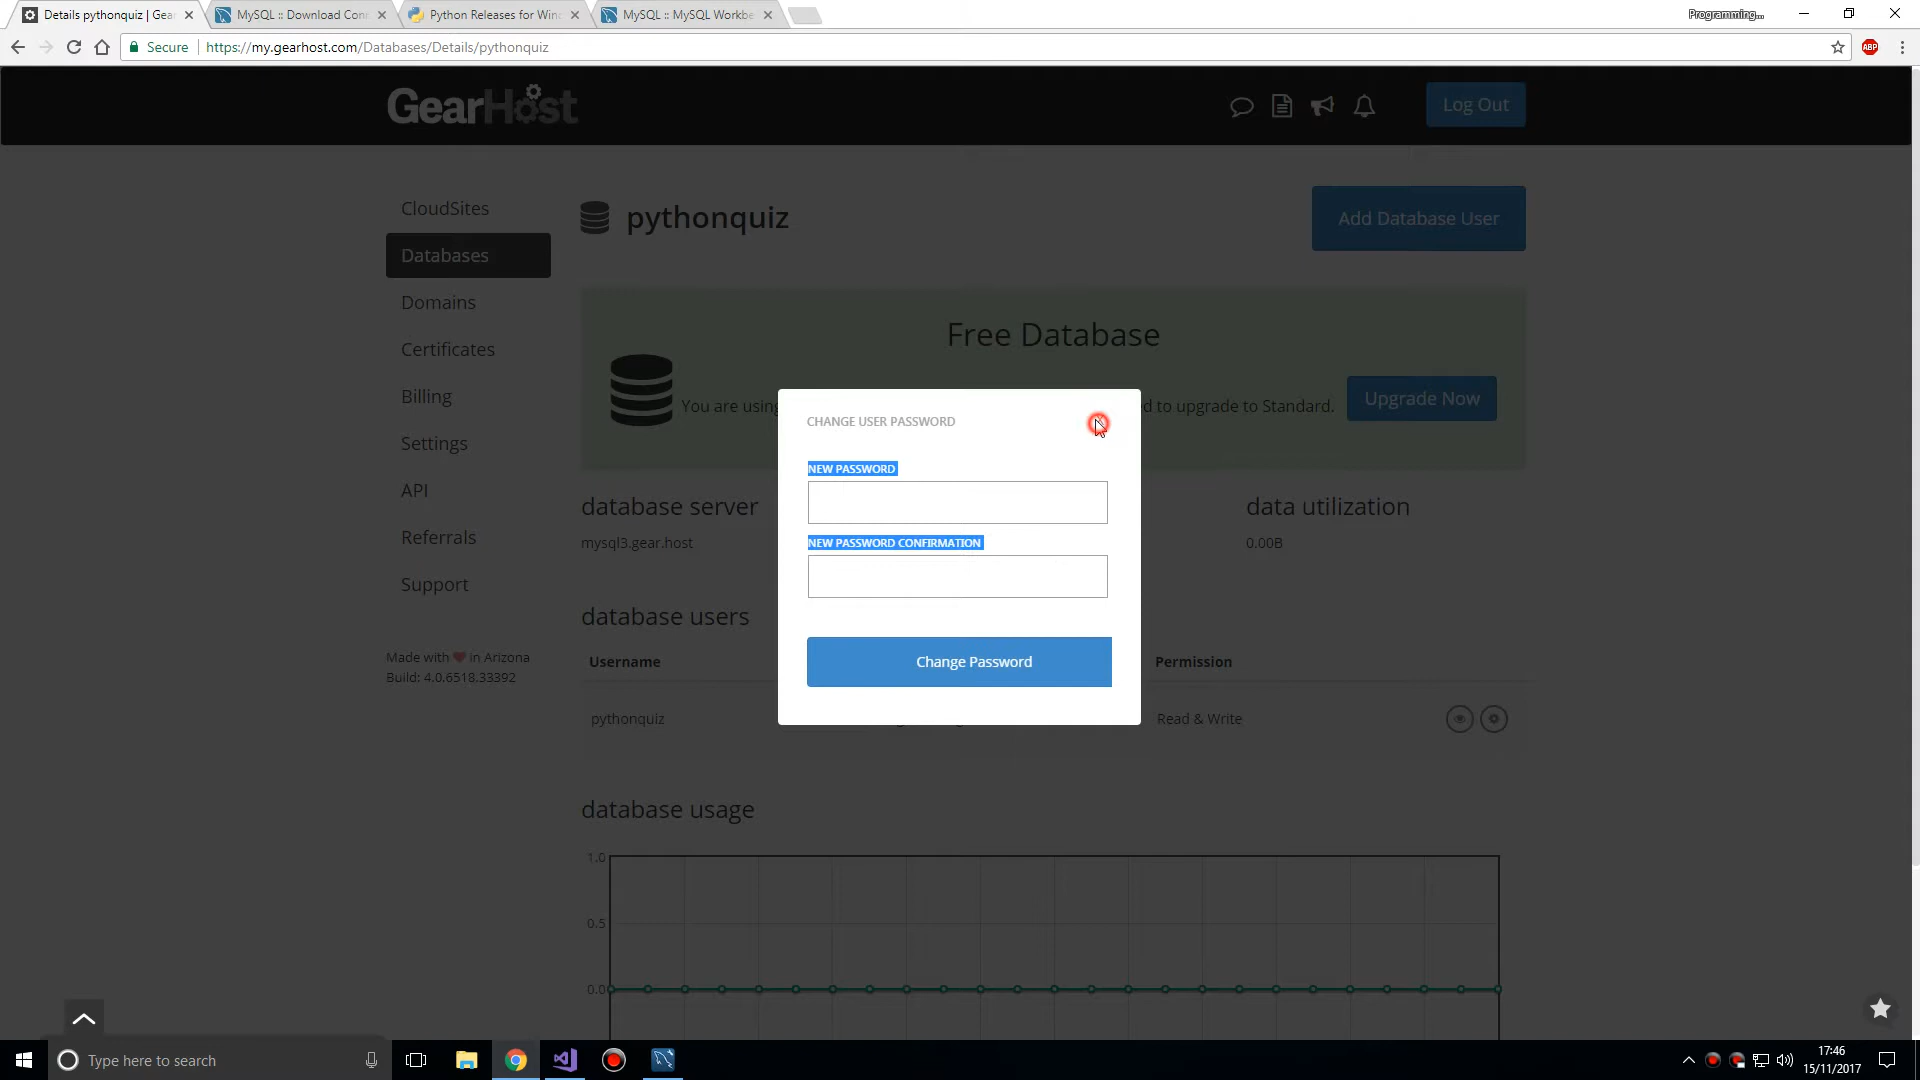 Details pythonquiz | Gear
MySQL :: Download Conn
Python Releases for Wind
MySQL :: MySQL Workbe
Programming...
Secure
https://my.gearhost.com/Databases/Details/pythonquiz
ABP
GearHost
Log Out
CloudSites
Databases
Domains
Certificates
Billing
Settings
API
Referrals
Support
Made with ❤ in Arizona
Build: 4.0.6518.33392
pythonquiz
Add Database User
Free Database
You are using
d to upgrade to Standard.
Upgrade Now
CHANGE USER PASSWORD
NEW PASSWORD
NEW PASSWORD CONFIRMATION
Change Password
database server
mysql3.gear.host
data utilization
0.00B
database users
Username
Permission
pythonquiz
Read & Write
database usage
1.0
0.5
0.0
Type here to search
17:46
15/11/2017